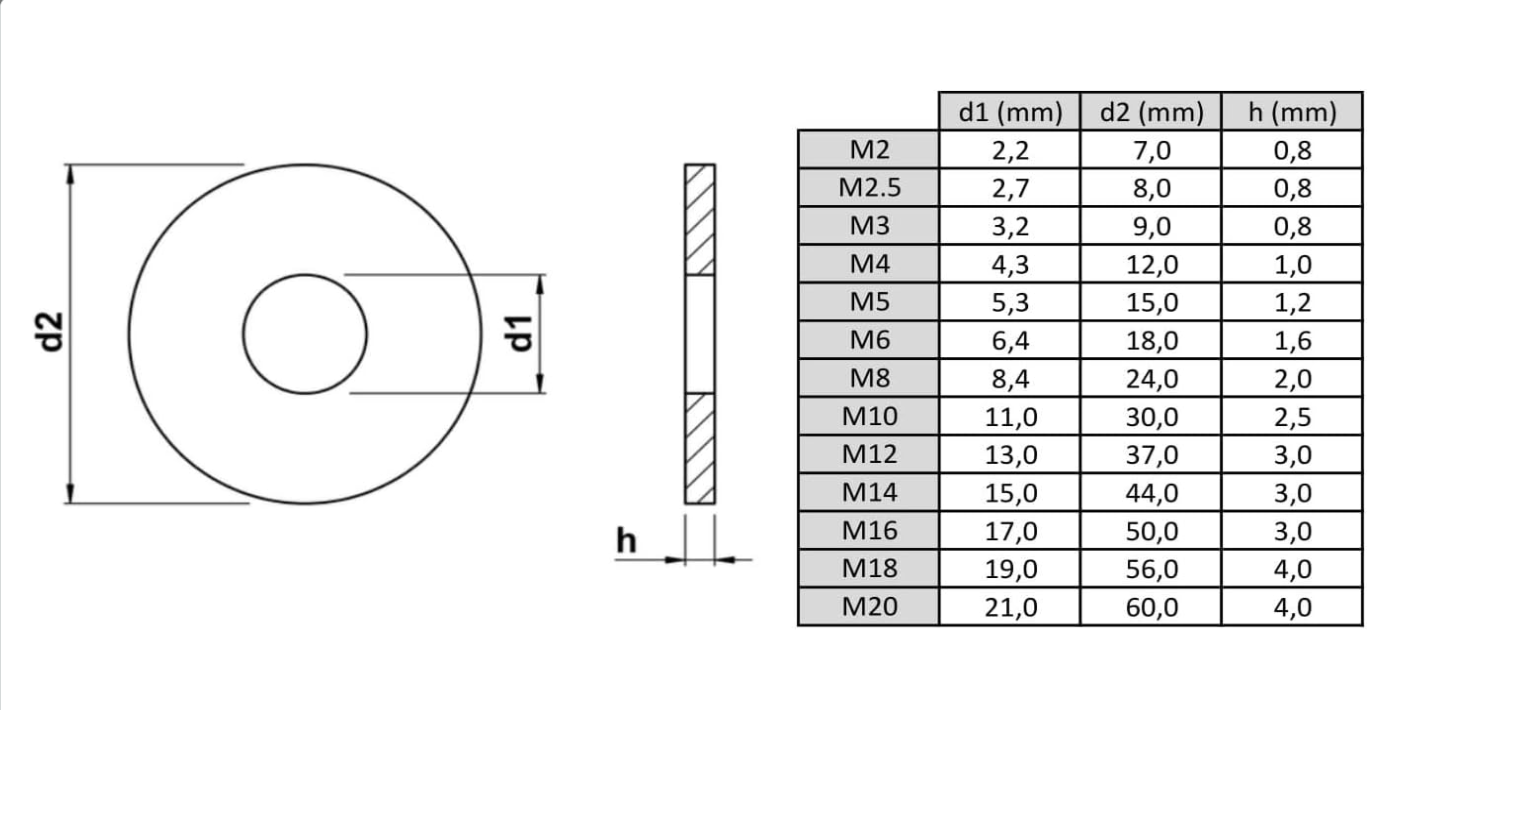 d2
d1
h
d1 (mm) d2 (mm) h (mm)
M2 2,2 7,0 0,8
M2.5 2,7 8,0 0,8
M3 3,2 9,0 0,8
M4 4,3 12,0 1,0
M5 5,3 15,0 1,2
M6 6,4 18,0 1,6
M8 8,4 24,0 2,0
M10 11,0 30,0 2,5
M12 13,0 37,0 3,0
M14 15,0 44,0 3,0
M16 17,0 50,0 3,0
M18 19,0 56,0 4,0
M20 21,0 60,0 4,0